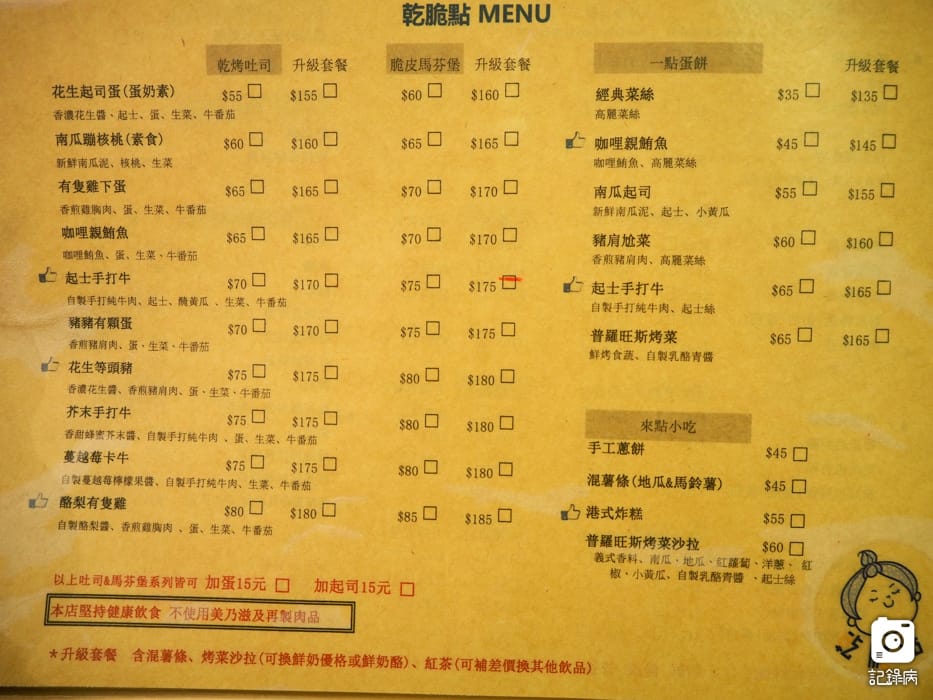 乾脆點 MENU
乾烤吐司 升級套餐 脆皮馬芬堡 升級套餐
花生起司蛋(蛋奶素) $55 $155 $60 $160
香濃花生醬、起士、蛋、生菜、牛番茄
南瓜蹦核桃(素食) $60 $160 $65 $165
新鮮南瓜泥、核桃、生菜
有隻雞下蛋 $65 $165 $70 $170
香煎雞胸肉、蛋、生菜、牛番茄
咖哩親鮪魚 $65 $165 $70 $170
咖哩鮪魚、蛋、生菜、牛番茄
起士手打牛 $70 $170 $75 $175
自製手打純牛肉、起士、醃黃瓜、生菜、牛番茄
豬豬有顆蛋 $70 $170 $75 $175
香煎豬肩肉、蛋、生菜、牛番茄
花生等頭豬 $75 $175 $80 $180
香濃花生醬、香煎豬肩肉、蛋、生菜、牛番茄
芥末手打牛 $75 $175 $80 $180
香甜蜂蜜芥末醬、自製手打純牛肉、蛋、生菜、牛番茄
蔓越莓卡牛 $75 $175 $80 $180
自製蔓越莓檸檬果醬、自製手打純牛肉、生菜、牛番茄
酪梨有隻雞 $80 $180 $85 $185
自製酪梨醬、香煎雞胸肉、蛋、生菜、牛番茄
以上吐司&馬芬堡系列皆可 加蛋15元 加起司15元
本店堅持健康飲食 不使用美乃滋及再製肉品
*升級套餐 含混薯條、烤菜沙拉(可換鮮奶優格或鮮奶酪)、紅茶(可補差價換其他飲品)
一點蛋餅 升級套餐
經典菜絲 $35 $135
高麗菜絲
咖哩親鮪魚 $45 $145
咖哩鮪魚、高麗菜絲
南瓜起司 $55 $155
新鮮南瓜泥、起士、小黃瓜
豬肩尬菜 $60 $160
香煎豬肩肉、高麗菜絲
起士手打牛 $65 $165
自製手打純牛肉、起士絲
普羅旺斯烤菜 $65 $165
鮮烤食蔬、自製乳酪青醬
來點小吃
手工蔥餅 $45
混薯條(地瓜&馬鈴薯) $45
港式炸糕 $55
普羅旺斯烤菜沙拉 $60
義式香料、南瓜、地瓜、紅蘿蔔、洋蔥、紅
椒、小黃瓜、自製乳酪青醬、起士絲
記錄病